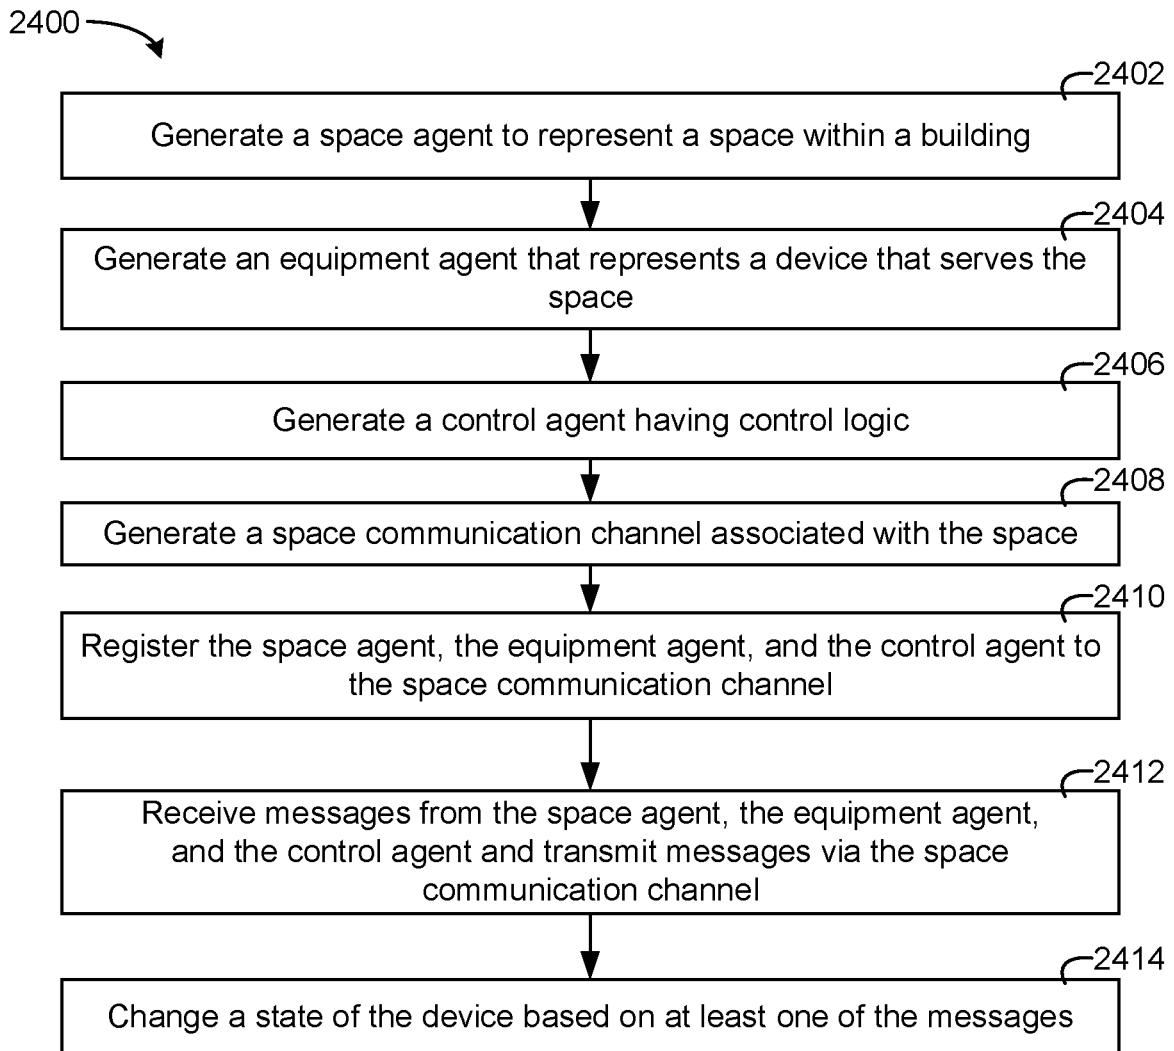 2400
2402
Generate a space agent to represent a space within a building
2404
Generate an equipment agent that represents a device that serves the
space
2406
Generate a control agent having control logic
2408
Generate a space communication channel associated with the space
2410
Register the space agent, the equipment agent, and the control agent to
the space communication channel
2412
Receive messages from the space agent, the equipment agent,
and the control agent and transmit messages via the space
communication channel
2414
Change a state of the device based on at least one of the messages